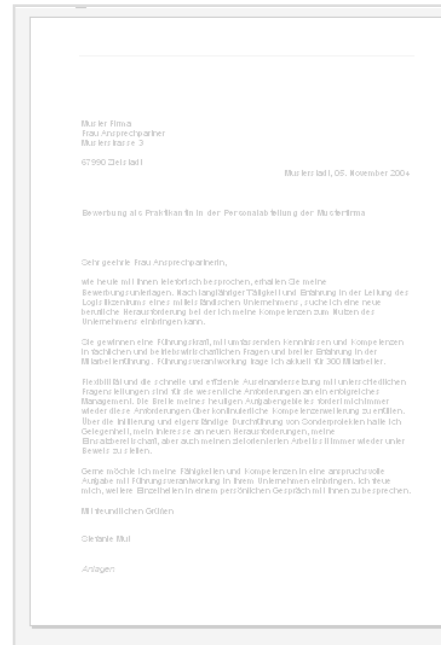 Muster Firma
Frau Ansprechpartner
Musterstrasse 3
67990 Zielstadt
Musterstadt, 05. November 2004
Bewerbung als Praktikantin in der Personalabteilung der Musterfirma
Sehr geehrte Frau Ansprechpartnerin,
wie heute mit Ihnen telefonisch besprochen, erhalten Sie meine
Bewerbungsunterlagen. Nach langjähriger Tätigkeit und Erfahrung in der Leitung des
Logistikzentrums eines mittelständischen Unternehmens, suche ich eine neue
berufliche Herausforderung bei der ich meine Kompetenzen zum Nutzen des
Unternehmens einbringen kann.
Sie gewinnen eine Führungskraft, mit umfassenden Kenntnissen und Kompetenzen
in fachlichen und betriebswirtschaftlichen Fragen und breiter Erfahrung in der
Mitarbeiterführung. Führungsverantwortung trage ich aktuell für 300 Mitarbeiter.
Flexibilität und die schnelle und effiziente Auseinandersetzung mit unterschiedlichen
Fragenstellungen sind für die wesentliche Anforderungen an ein erfolgreiches
Management. Die Breite meines heutigen Aufgabengebietes fordert mich immer
wieder diese Anforderungen über kontinuierliche Kompetenzerweiterung zu erfüllen.
Über die Initiierung und eigenständige Durchführung von Sonderprojekten halte ich
Gelegenheit, mein Interesse an neuen Herausforderungen, meine
Einsatzbereitschaft, aber auch meinen zielorientierten Arbeitsstil immer wieder unter
Beweis zu stellen.
Gerne möchte ich meine Fähigkeiten und Kompetenzen in eine anspruchsvolle
Aufgabe mit Führungsverantwortung in Ihrem Unternehmen einbringen. Ich freue
mich, weitere Einzelheiten in einem persönlichen Gespräch mit Ihnen zu besprechen.
Mit freundlichen Grüßen
Stefanie Mut
Anlagen